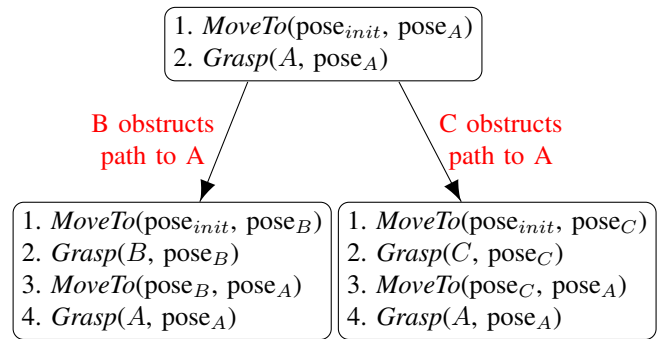 1. MoveTo(pose_init, pose_A)
2. Grasp(A, pose_A)
B obstructs
path to A
C obstructs
path to A
1. MoveTo(pose_init, pose_B)
2. Grasp(B, pose_B)
3. MoveTo(pose_B, pose_A)
4. Grasp(A, pose_A)
1. MoveTo(pose_init, pose_C)
2. Grasp(C, pose_C)
3. MoveTo(pose_C, pose_A)
4. Grasp(A, pose_A)